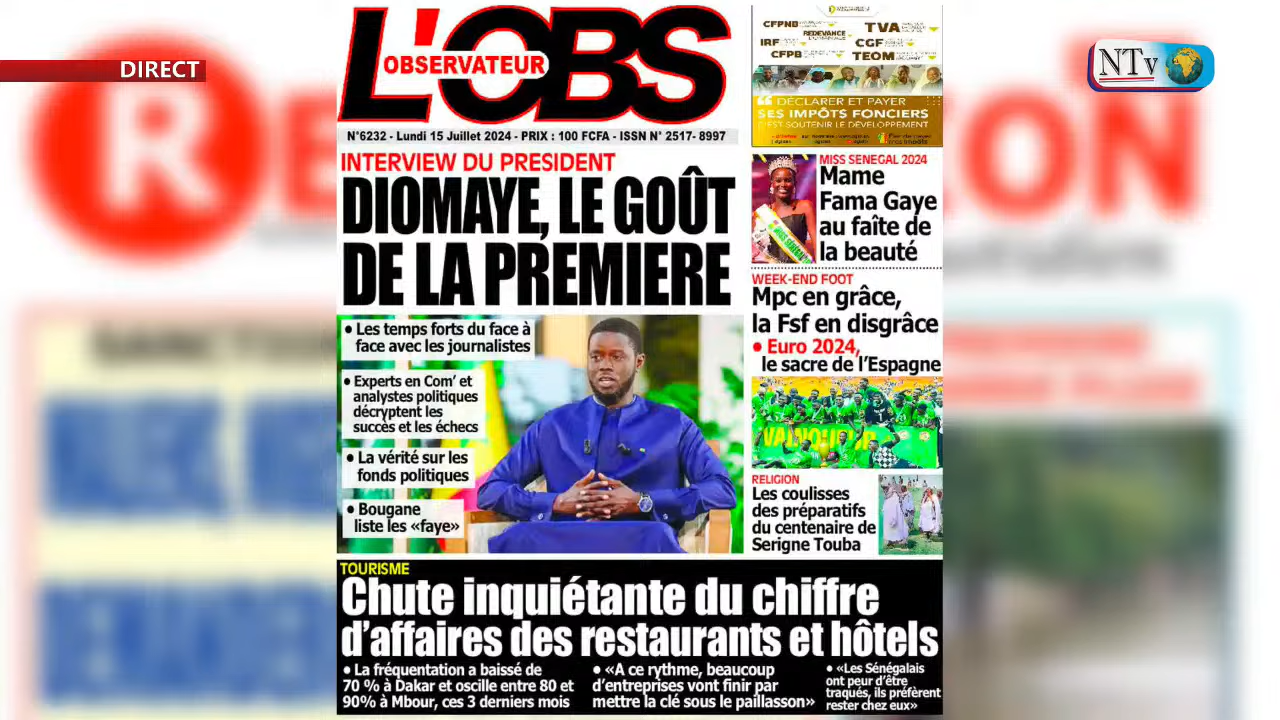 DIRECT
NTv
L'OBS
OBSERVATEUR
N°6232 - Lundi 15 Juillet 2024 - PRIX : 100 FCFA - ISSN N° 2517- 8997
INTERVIEW DU PRESIDENT
DIOMAYE, LE GOÛT
DE LA PREMIERE
• Les temps forts du face à
face avec les journalistes
• Experts en Com' et
analystes politiques
décryptent les
succès et les échecs
• La vérité sur les
fonds politiques
• Bougane
liste les «faye»
CFPNB
TVA
REDEVANCE
IRF
CGF
CFPB
TEOM
DÉCLARER ET PAYER
SES IMPÔTS FONCIERS
C'EST SOUTENIR LE DÉVELOPPEMENT
MISS SENEGAL 2024
Mame
Fama Gaye
au faîte de
la beauté
WEEK-END FOOT
Mpc en grâce,
la Fsf en disgrâce
• Euro 2024,
le sacre de l'Espagne
VAINQUEUR
RELIGION
Les coulisses
des préparatifs
du centenaire de
Serigne Touba
TOURISME
Chute inquiétante du chiffre
d'affaires des restaurants et hôtels
• La fréquentation a baissé de
70 % à Dakar et oscille entre 80 et
90% à Mbour, ces 3 derniers mois
• «A ce rythme, beaucoup
d'entreprises vont finir par
mettre la clé sous le paillasson»
• «Les Sénégalais
ont peur d'être
traqués, ils préfèrent
rester chez eux»